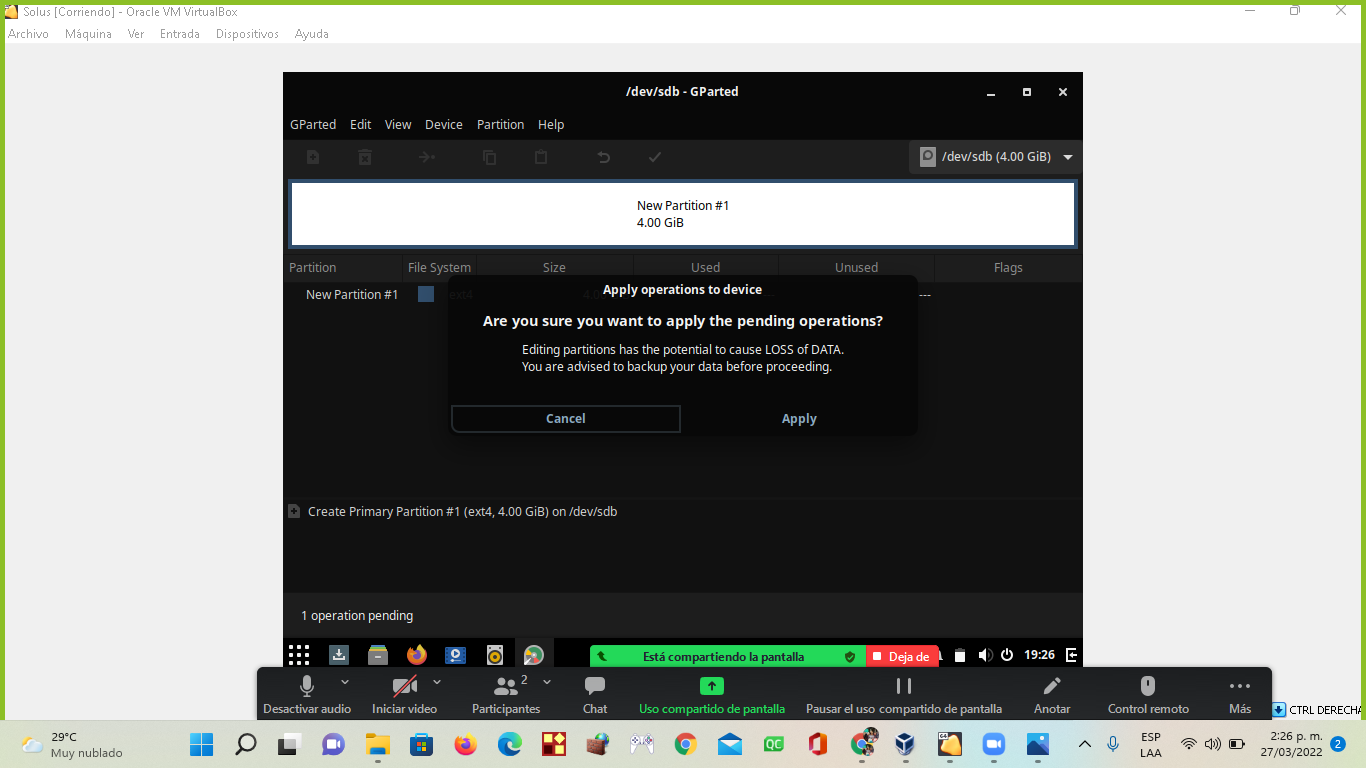 Solus [Corriendo] - Oracle VM VirtualBox
Archivo Máquina Ver Entrada Dispositivos Ayuda
/dev/sdb - GParted
GParted Edit View Device Partition Help
/dev/sdb (4.00 GiB)
New Partition #1
4.00 GiB
Partition File System Size Used Unused Flags
New Partition #1 ext4 ---
Apply operations to device
Are you sure you want to apply the pending operations?
Editing partitions has the potential to cause LOSS of DATA.
You are advised to backup your data before proceeding.
Cancel Apply
Create Primary Partition #1 (ext4, 4.00 GiB) on /dev/sdb
1 operation pending
Está compartiendo la pantalla Deja de 19:26
2
Desactivar audio Iniciar video Participantes Chat Uso compartido de pantalla Pausar el uso compartido de pantalla Anotar Control remoto Más
CTRL DERECHA
29°C
Muy nublado
QC
ESP
LAA
2:26 p. m.
27/03/2022
2